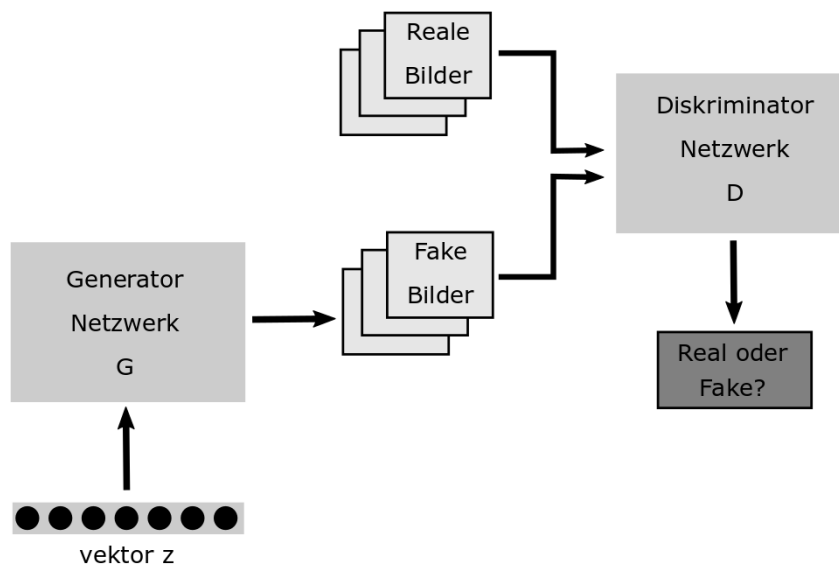 Reale
Bilder
Diskriminator
Netzwerk
D
Fake
Bilder
Generator
Netzwerk
G
Real oder
Fake?
vektor z